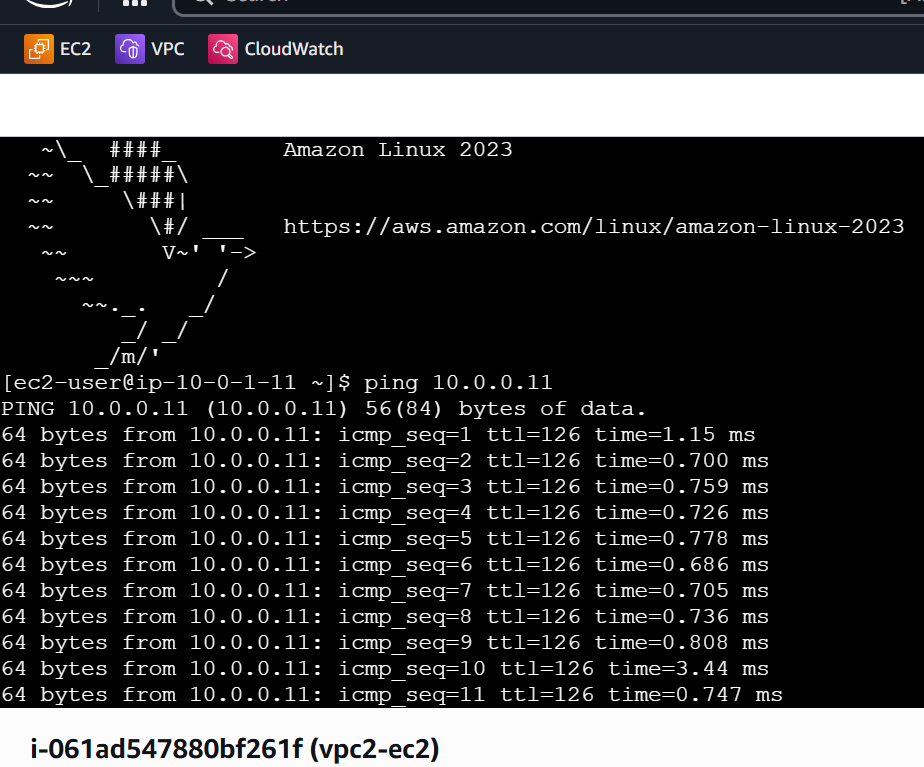 EC2 VPC CloudWatch
~\_ ####_ Amazon Linux 2023
~~ \_#####\
~~ \###|
~~ \#/ ___ https://aws.amazon.com/linux/amazon-linux-2023
~~ V~' '->
~~~ /
~~._. _/
_/ _/
_/m/'
[ec2-user@ip-10-0-1-11 ~]$ ping 10.0.0.11
PING 10.0.0.11 (10.0.0.11) 56(84) bytes of data.
64 bytes from 10.0.0.11: icmp_seq=1 ttl=126 time=1.15 ms
64 bytes from 10.0.0.11: icmp_seq=2 ttl=126 time=0.700 ms
64 bytes from 10.0.0.11: icmp_seq=3 ttl=126 time=0.759 ms
64 bytes from 10.0.0.11: icmp_seq=4 ttl=126 time=0.726 ms
64 bytes from 10.0.0.11: icmp_seq=5 ttl=126 time=0.778 ms
64 bytes from 10.0.0.11: icmp_seq=6 ttl=126 time=0.686 ms
64 bytes from 10.0.0.11: icmp_seq=7 ttl=126 time=0.705 ms
64 bytes from 10.0.0.11: icmp_seq=8 ttl=126 time=0.736 ms
64 bytes from 10.0.0.11: icmp_seq=9 ttl=126 time=0.808 ms
64 bytes from 10.0.0.11: icmp_seq=10 ttl=126 time=3.44 ms
64 bytes from 10.0.0.11: icmp_seq=11 ttl=126 time=0.747 ms
i-061ad547880bf261f (vpc2-ec2)